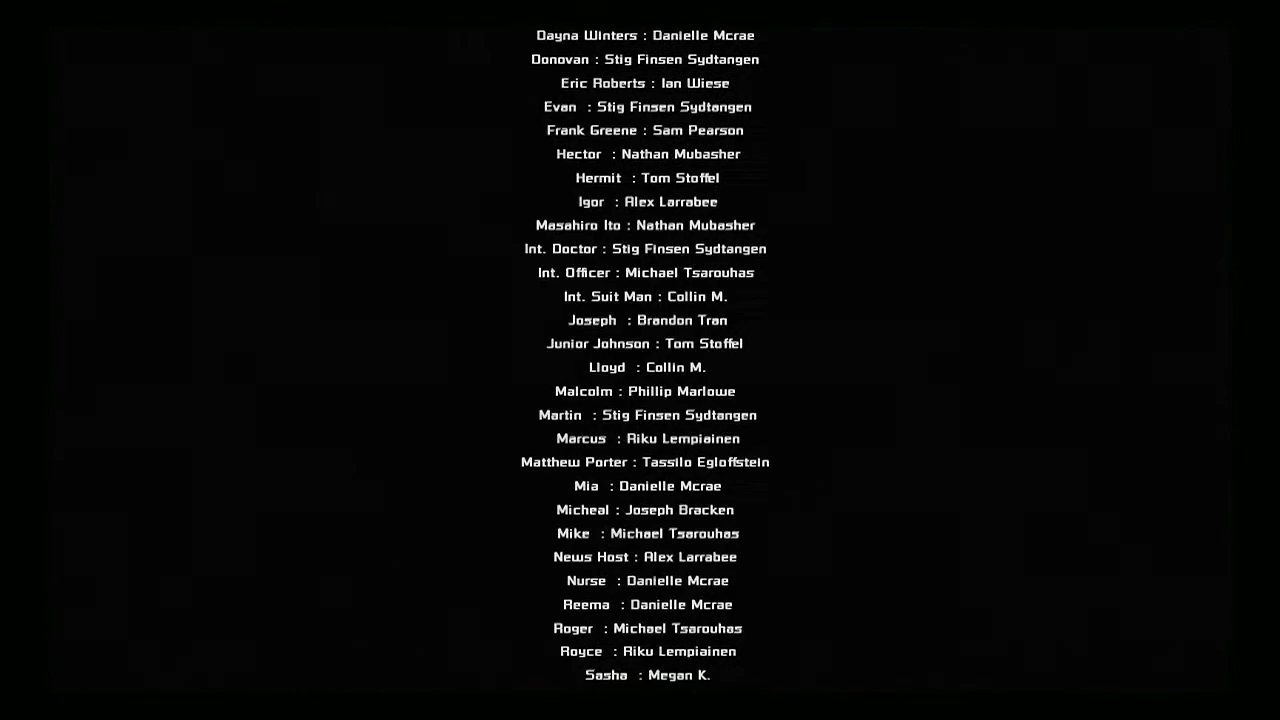 Dayna Winters : Danielle Mcrae
Donovan : Stig Finsen Sydtangen
Eric Roberts : Ian Wiese
Evan : Stig Finsen Sydtangen
Frank Greene : Sam Pearson
Hector : Nathan Mubasher
Hermit : Tom Stoffel
Igor : Alex Larrabee
Masahiro Ito : Nathan Mubasher
Int. Doctor : Stig Finsen Sydtangen
Int. Officer : Michael Tsarouhas
Int. Suit Man : Collin M.
Joseph : Brandon Tran
Junior Johnson : Tom Stoffel
Lloyd : Collin M.
Malcolm : Phillip Marlowe
Martin : Stig Finsen Sydtangen
Marcus : Riku Lempiainen
Matthew Porter : Tassilo Egloffstein
Mia : Danielle Mcrae
Micheal : Joseph Bracken
Mike : Michael Tsarouhas
News Host : Alex Larrabee
Nurse : Danielle Mcrae
Reema : Danielle Mcrae
Roger : Michael Tsarouhas
Royce : Riku Lempiainen
Sasha : Megan K.